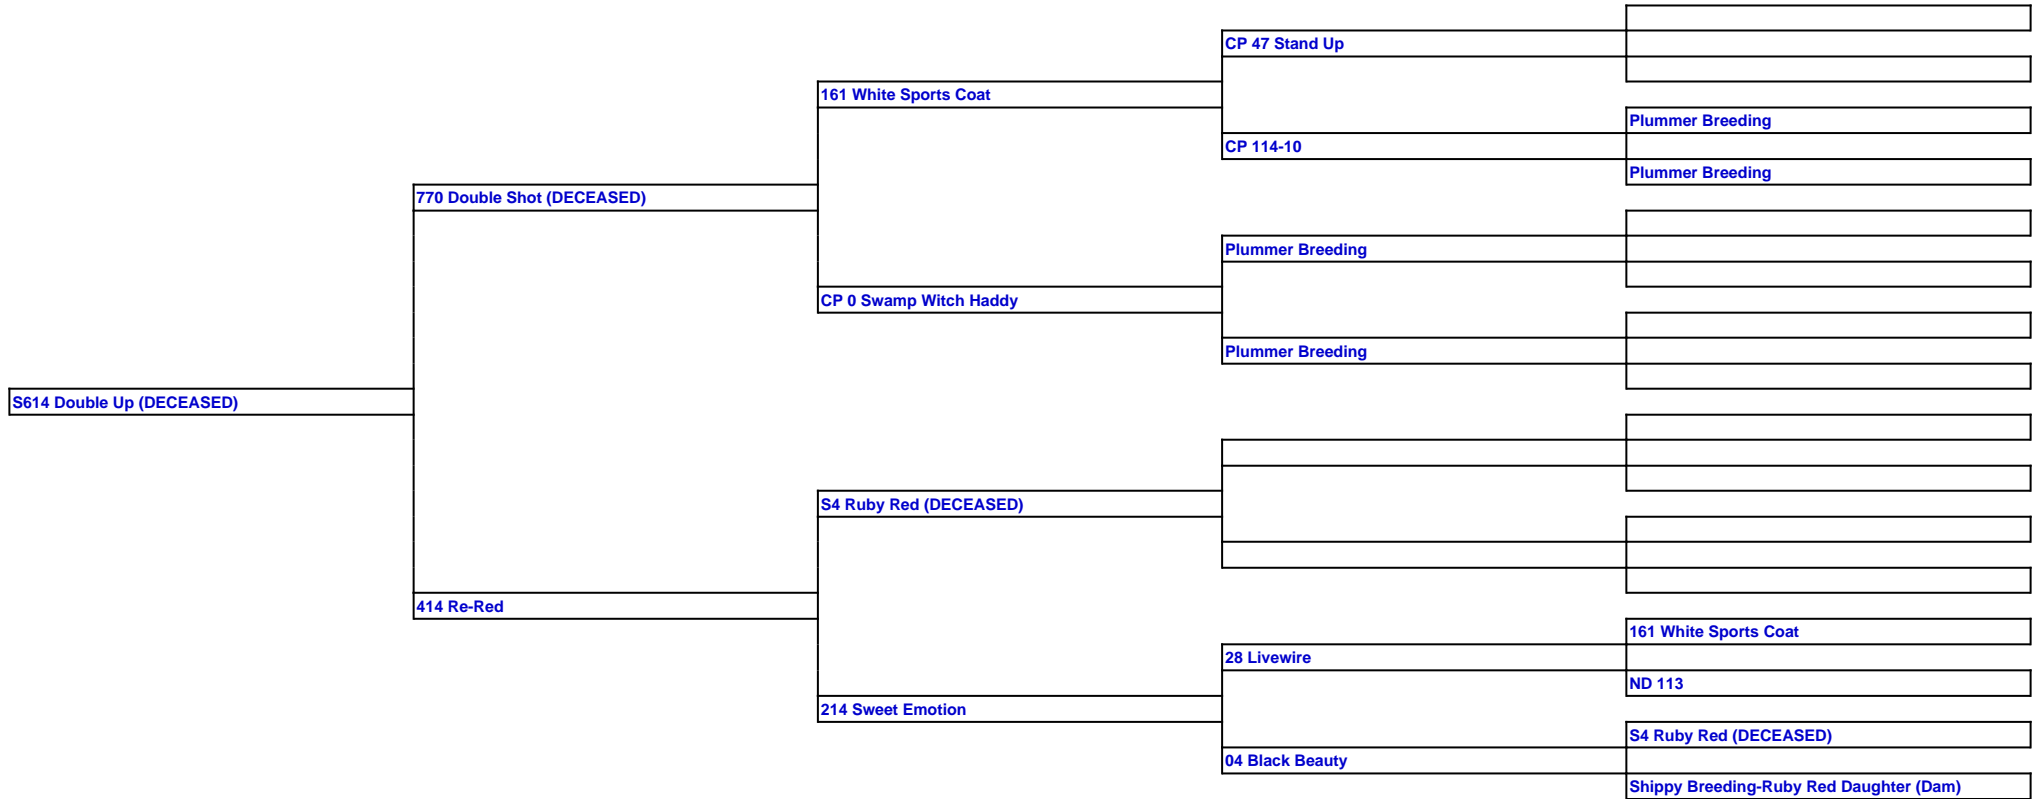 CP 47 Stand Up
161 White Sports Coat
Plummer Breeding
CP 114-10
Plummer Breeding
770 Double Shot (DECEASED)
Plummer Breeding
CP 0 Swamp Witch Haddy
Plummer Breeding
S614 Double Up (DECEASED)
S4 Ruby Red (DECEASED)
414 Re-Red
161 White Sports Coat
28 Livewire
ND 113
214 Sweet Emotion
S4 Ruby Red (DECEASED)
04 Black Beauty
Shippy Breeding-Ruby Red Daughter (Dam)